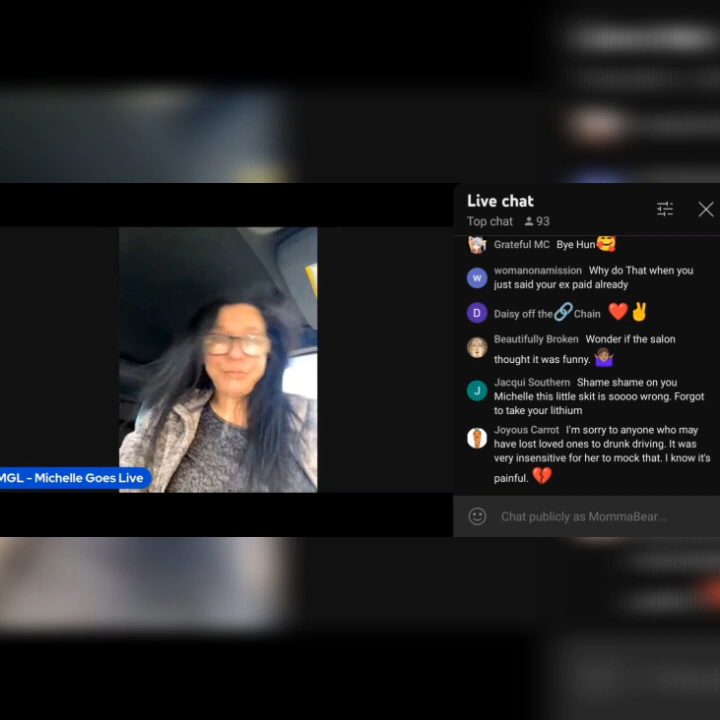 Live chat
Top chat 93
Grateful MC Bye Hun🥰
womanonamission Why do That when you
just said your ex paid already
Daisy off the🔗Chain ❤️✌️
Beautifully Broken Wonder if the salon
thought it was funny. 🤷🏾‍♀️
Jacqui Southern Shame shame on you
Michelle this little skit is soooo wrong. Forgot
to take your lithium
Joyous Carrot I'm sorry to anyone who may
have lost loved ones to drunk driving. It was
very insensitive for her to mock that. I know it's
painful. 💔
Chat publicly as MommaBear...
MGL - Michelle Goes Live
w
D
J